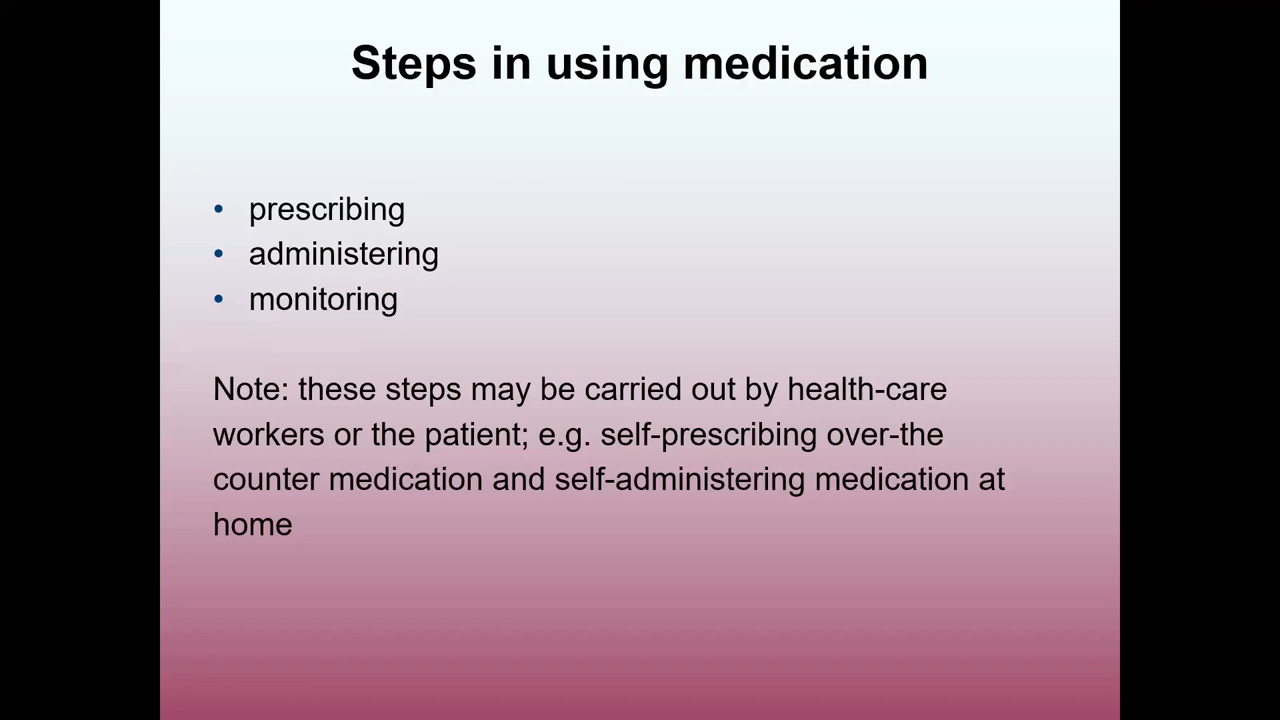 Steps in using medication
• prescribing
• administering
• monitoring
Note: these steps may be carried out by health-care
workers or the patient; e.g. self-prescribing over-the
counter medication and self-administering medication at
home